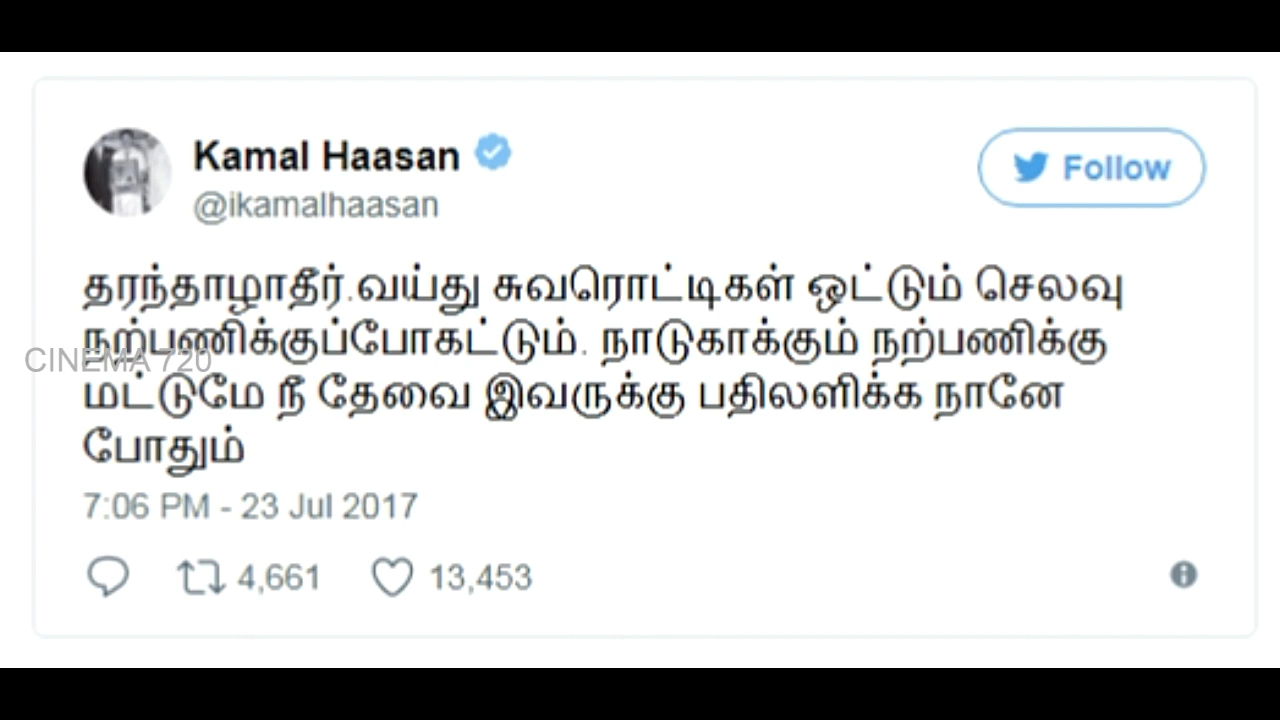 Kamal Haasan
@ikamalhaasan
Follow
தரந்தாழாதீர்.வய்து சுவரொட்டிகள் ஒட்டும் செலவு
நற்பணிக்குப்போகட்டும். நாடுகாக்கும் நற்பணிக்கு
CINEMA 720
மட்டுமே நீ தேவை இவருக்கு பதிலளிக்க நானே
போதும்
7:06 PM - 23 Jul 2017
4,661 13,453